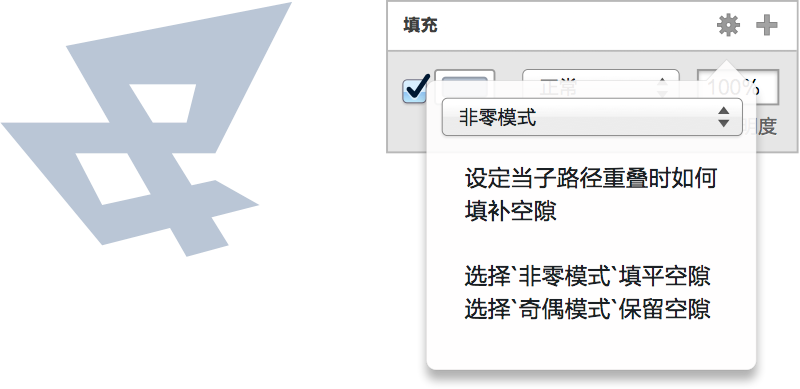 填充
正常
100%
明度
非零模式
设定当子路径重叠时如何
填补空隙
选择`非零模式`填平空隙
选择`奇偶模式`保留空隙